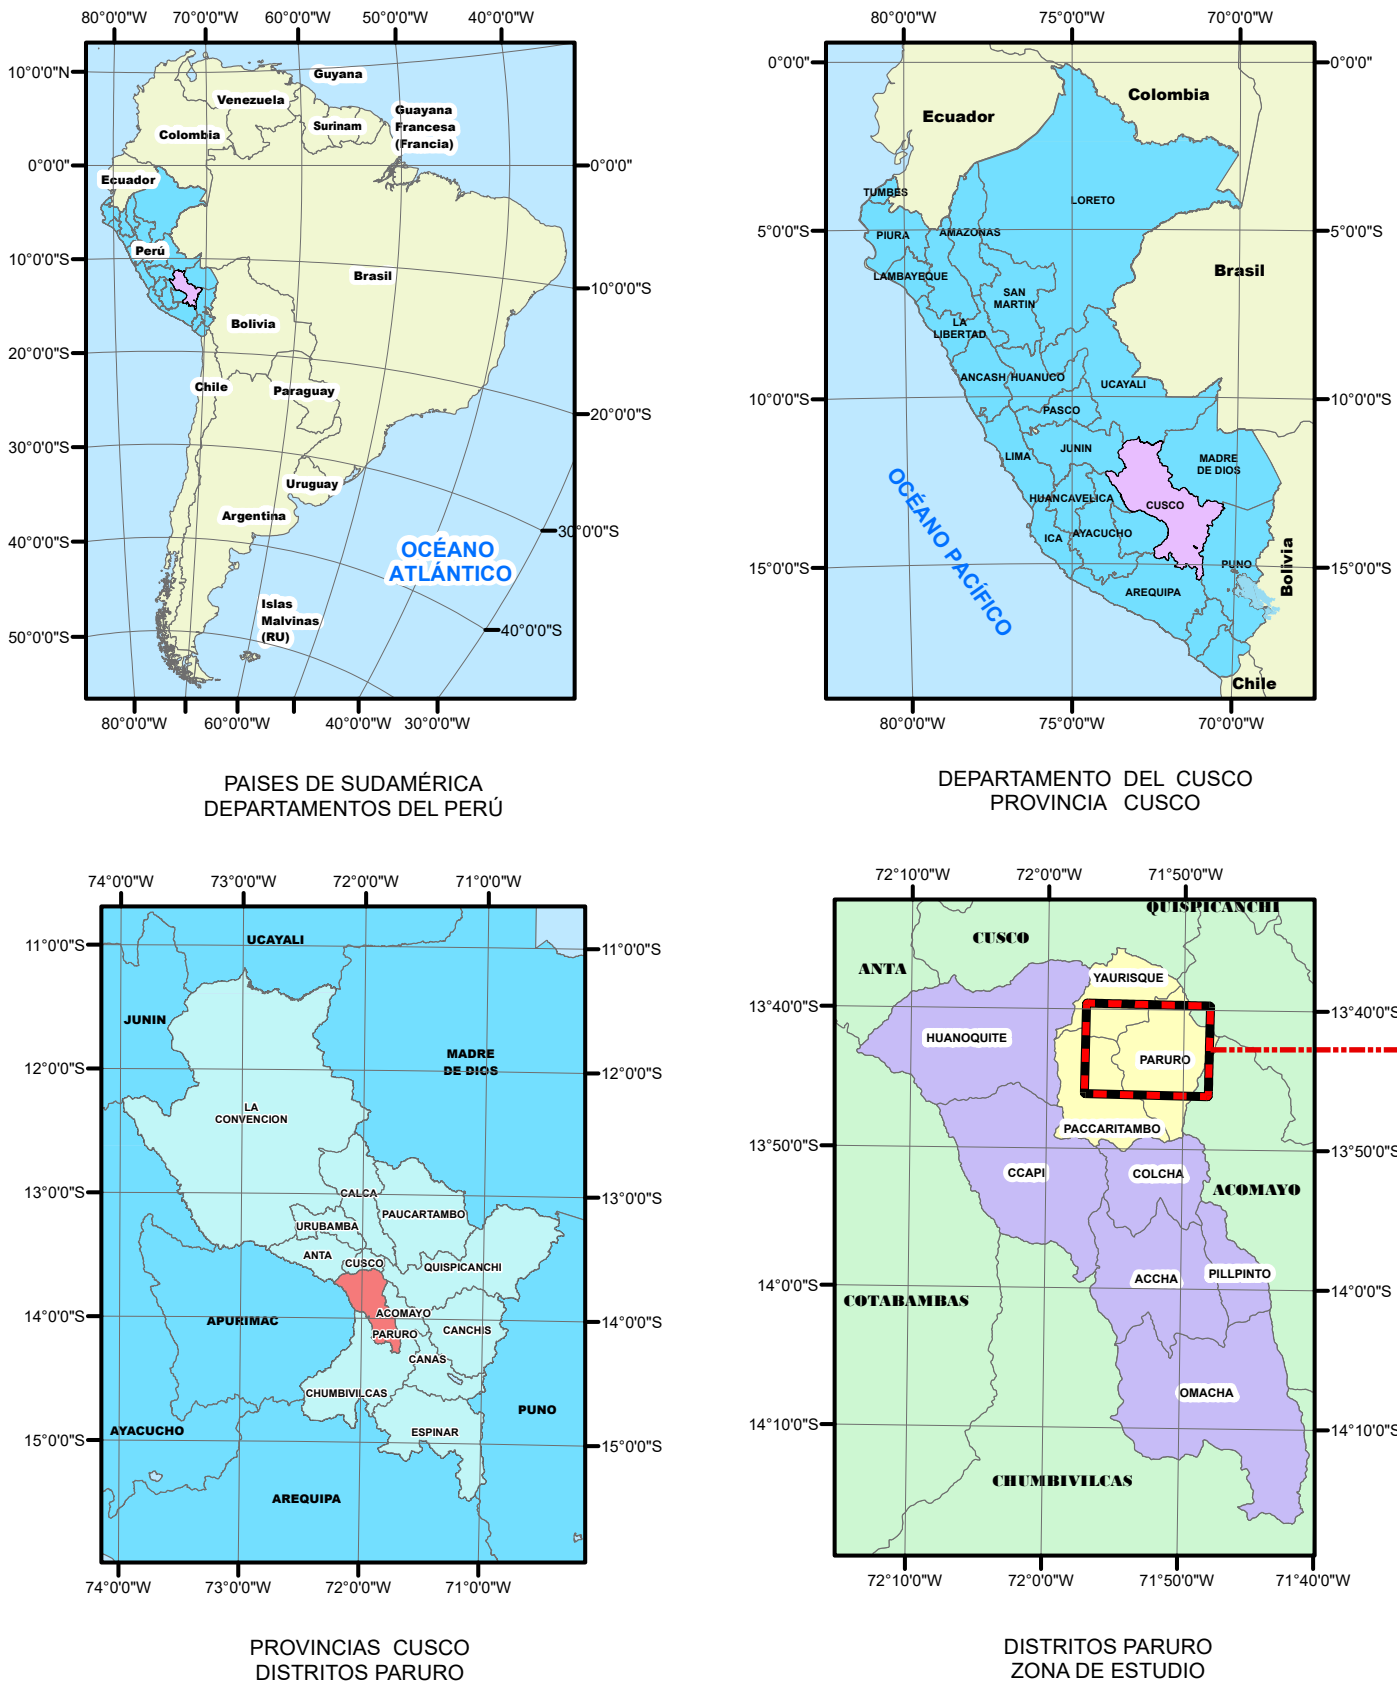 80°0'0"W 70°0'0"W 60°0'0"W 50°0'0"W 40°0'0"W
10°0'0"N
0°0'0"
10°0'0"S
20°0'0"S
30°0'0"S
40°0'0"S
50°0'0"S
0°0'0"
10°0'0"S
20°0'0"S
30°0'0"S
40°0'0"S
Guyana
Venezuela
Guayana
Francesa
(Francia)
Surinam
Colombia
Ecuador
Perú
Brasil
Bolivia
Chile
Paraguay
Uruguay
Argentina
OCÉANO
ATLÁNTICO
Islas
Malvinas
(RU)
80°0'0"W 60°0'0"W 40°0'0"W 30°0'0"W
PAISES DE SUDAMÉRICA
DEPARTAMENTOS DEL PERÚ
80°0'0"W 75°0'0"W 70°0'0"W
0°0'0"
5°0'0"S
10°0'0"S
15°0'0"S
0°0'0"
5°0'0"S
10°0'0"S
15°0'0"S
Colombia
Ecuador
TUMBES
LORETO
PIURA
AMAZONAS
Brasil
LAMBAYEQUE
SAN
MARTIN
LA
LIBERTAD
ANCASH
HUANUCO
UCAYALI
PASCO
JUNIN
LIMA
MADRE
DE DIOS
HUANCAVELICA
CUSCO
ICA
AYACUCHO
PUNO
AREQUIPA
Bolivia
OCÉANO PACÍFICO
Chile
80°0'0"W 75°0'0"W 70°0'0"W
DEPARTAMENTO DEL CUSCO
PROVINCIA CUSCO
74°0'0"W 73°0'0"W 72°0'0"W 71°0'0"W
11°0'0"S
12°0'0"S
13°0'0"S
14°0'0"S
15°0'0"S
11°0'0"S
12°0'0"S
13°0'0"S
14°0'0"S
15°0'0"S
UCAYALI
JUNIN
MADRE
DE DIOS
LA
CONVENCION
CALCA
PAUCARTAMBO
URUBAMBA
ANTA
CUSCO
QUISPICANCHI
ACOMAYO
APURIMAC
PARURO
CANCHIS
CANAS
CHUMBIVILCAS
PUNO
AYACUCHO
ESPINAR
AREQUIPA
74°0'0"W 73°0'0"W 72°0'0"W 71°0'0"W
PROVINCIAS CUSCO
DISTRITOS PARURO
72°10'0"W 72°0'0"W 71°50'0"W
13°40'0"S
13°50'0"S
14°0'0"S
14°10'0"S
13°40'0"S
13°50'0"S
14°0'0"S
14°10'0"S
QUISPICANCHI
CUSCO
ANTA
YAURISQUE
HUANOQUITE
PARURO
PACCARITAMBO
CCAPI
COLCHA
ACOMAYO
ACCHA
PILLPINTO
COTABAMBAS
OMACHA
CHUMBIVILCAS
72°10'0"W 72°0'0"W 71°50'0"W 71°40'0"W
DISTRITOS PARURO
ZONA DE ESTUDIO